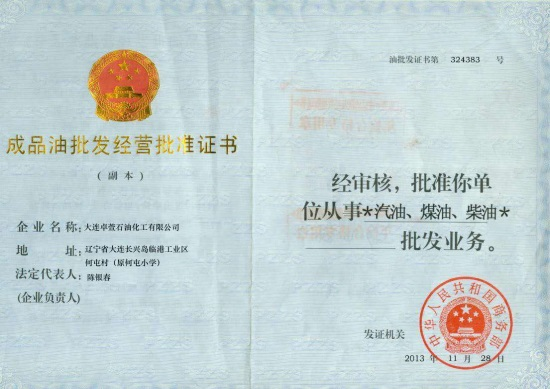 成品油批发经营批准证书
(副本)
企业名称: 大连卓萱石油化工有限公司
地 址: 辽宁省大连长兴岛临港工业区
何屯村(原何屯小学)
法定代表人: 陈银春
(企业负责人)
油批发证书第 324383 号
经审核,批准你单
位从事*汽油、煤油、柴油*
批发业务。
中华人民共和国商务部
发证机关
2013 年 11 月 28 日